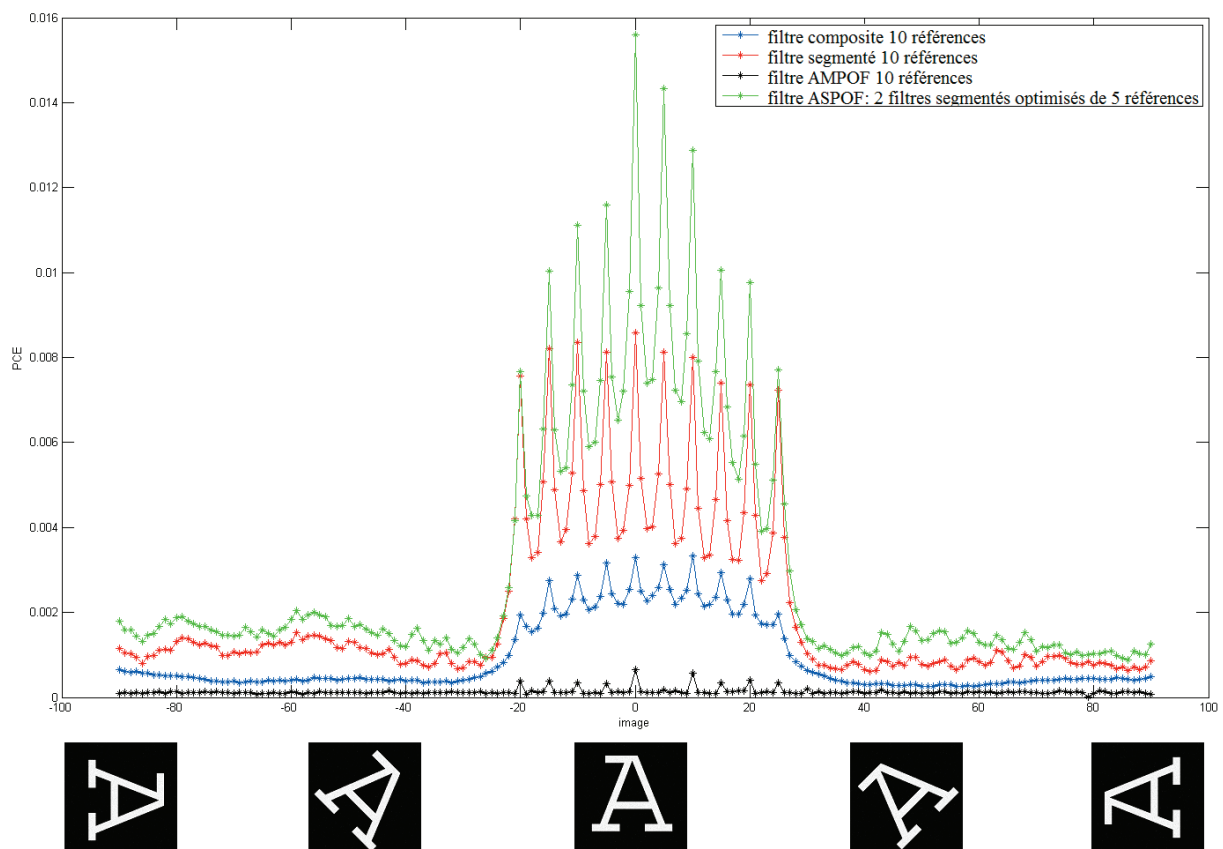 0.016
filtre composite 10 références
filtre segmenté 10 références
filtre AMPOF 10 références
filtre ASPOF: 2 filtres segmentés optimisés de 5 références
0.014
0.012
0.01
0.008
PCE
0.006
0.004
0.002
0
-100 -80 -60 -40 -20 0 20 40 60 80 100
image
A A A A A